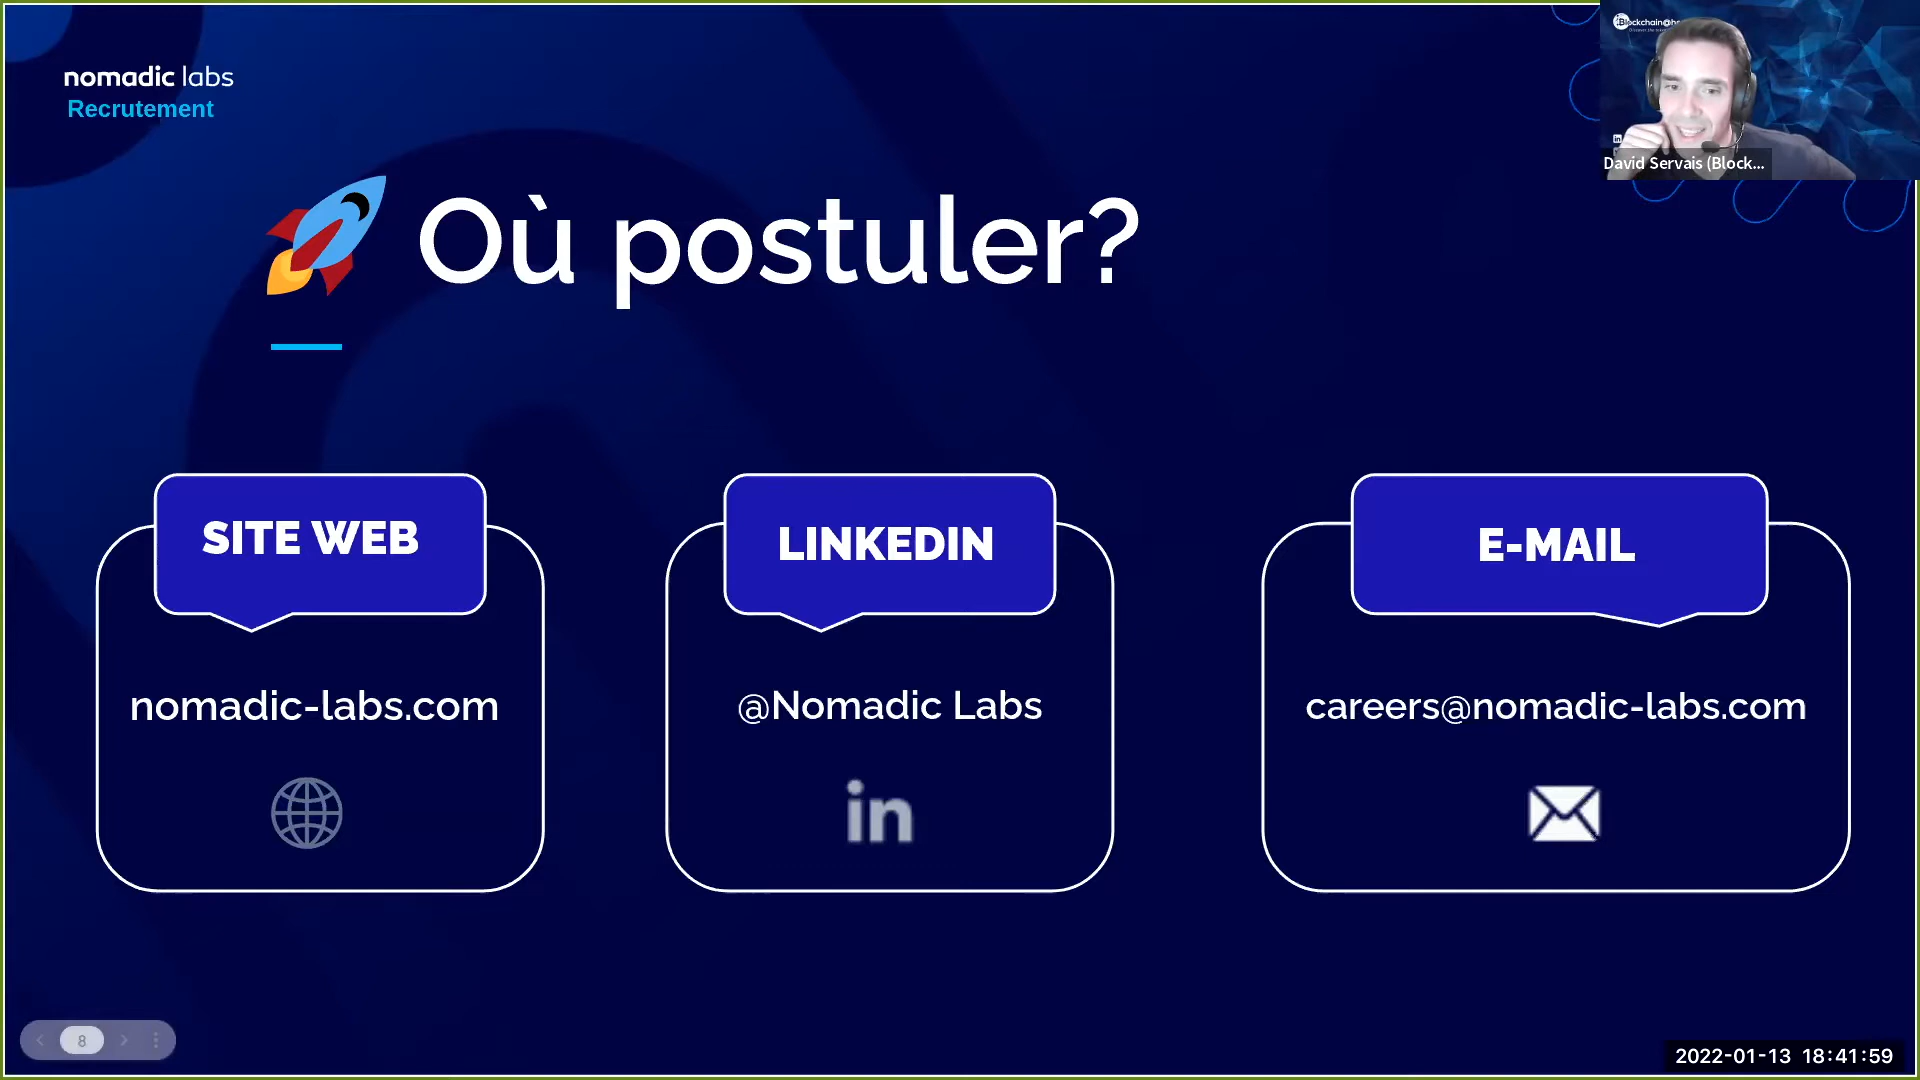 nomadic labs
Recrutement
Où postuler?
SITE WEB
nomadic-labs.com
LINKEDIN
@Nomadic Labs
in
E-MAIL
careers@nomadic-labs.com
David Servais (Block...
8
2022-01-13 18:41:59